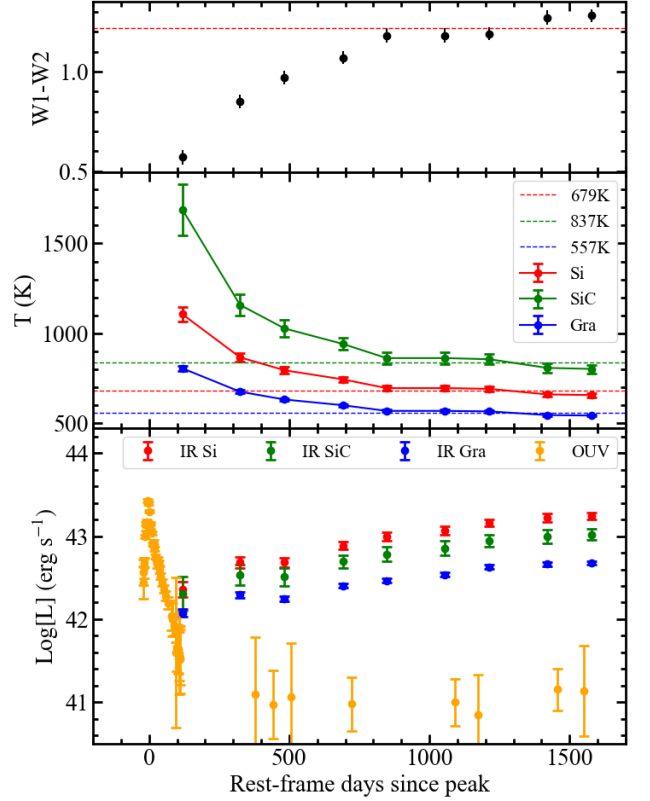 W1-W2
1.0
0.5
T (K)
1500
1000
500
679K
837K
557K
Si
SiC
Gra
Log[L] (erg s⁻¹)
44
43
42
41
IR Si
IR SiC
IR Gra
OUV
0
500
1000
1500
Rest-frame days since peak